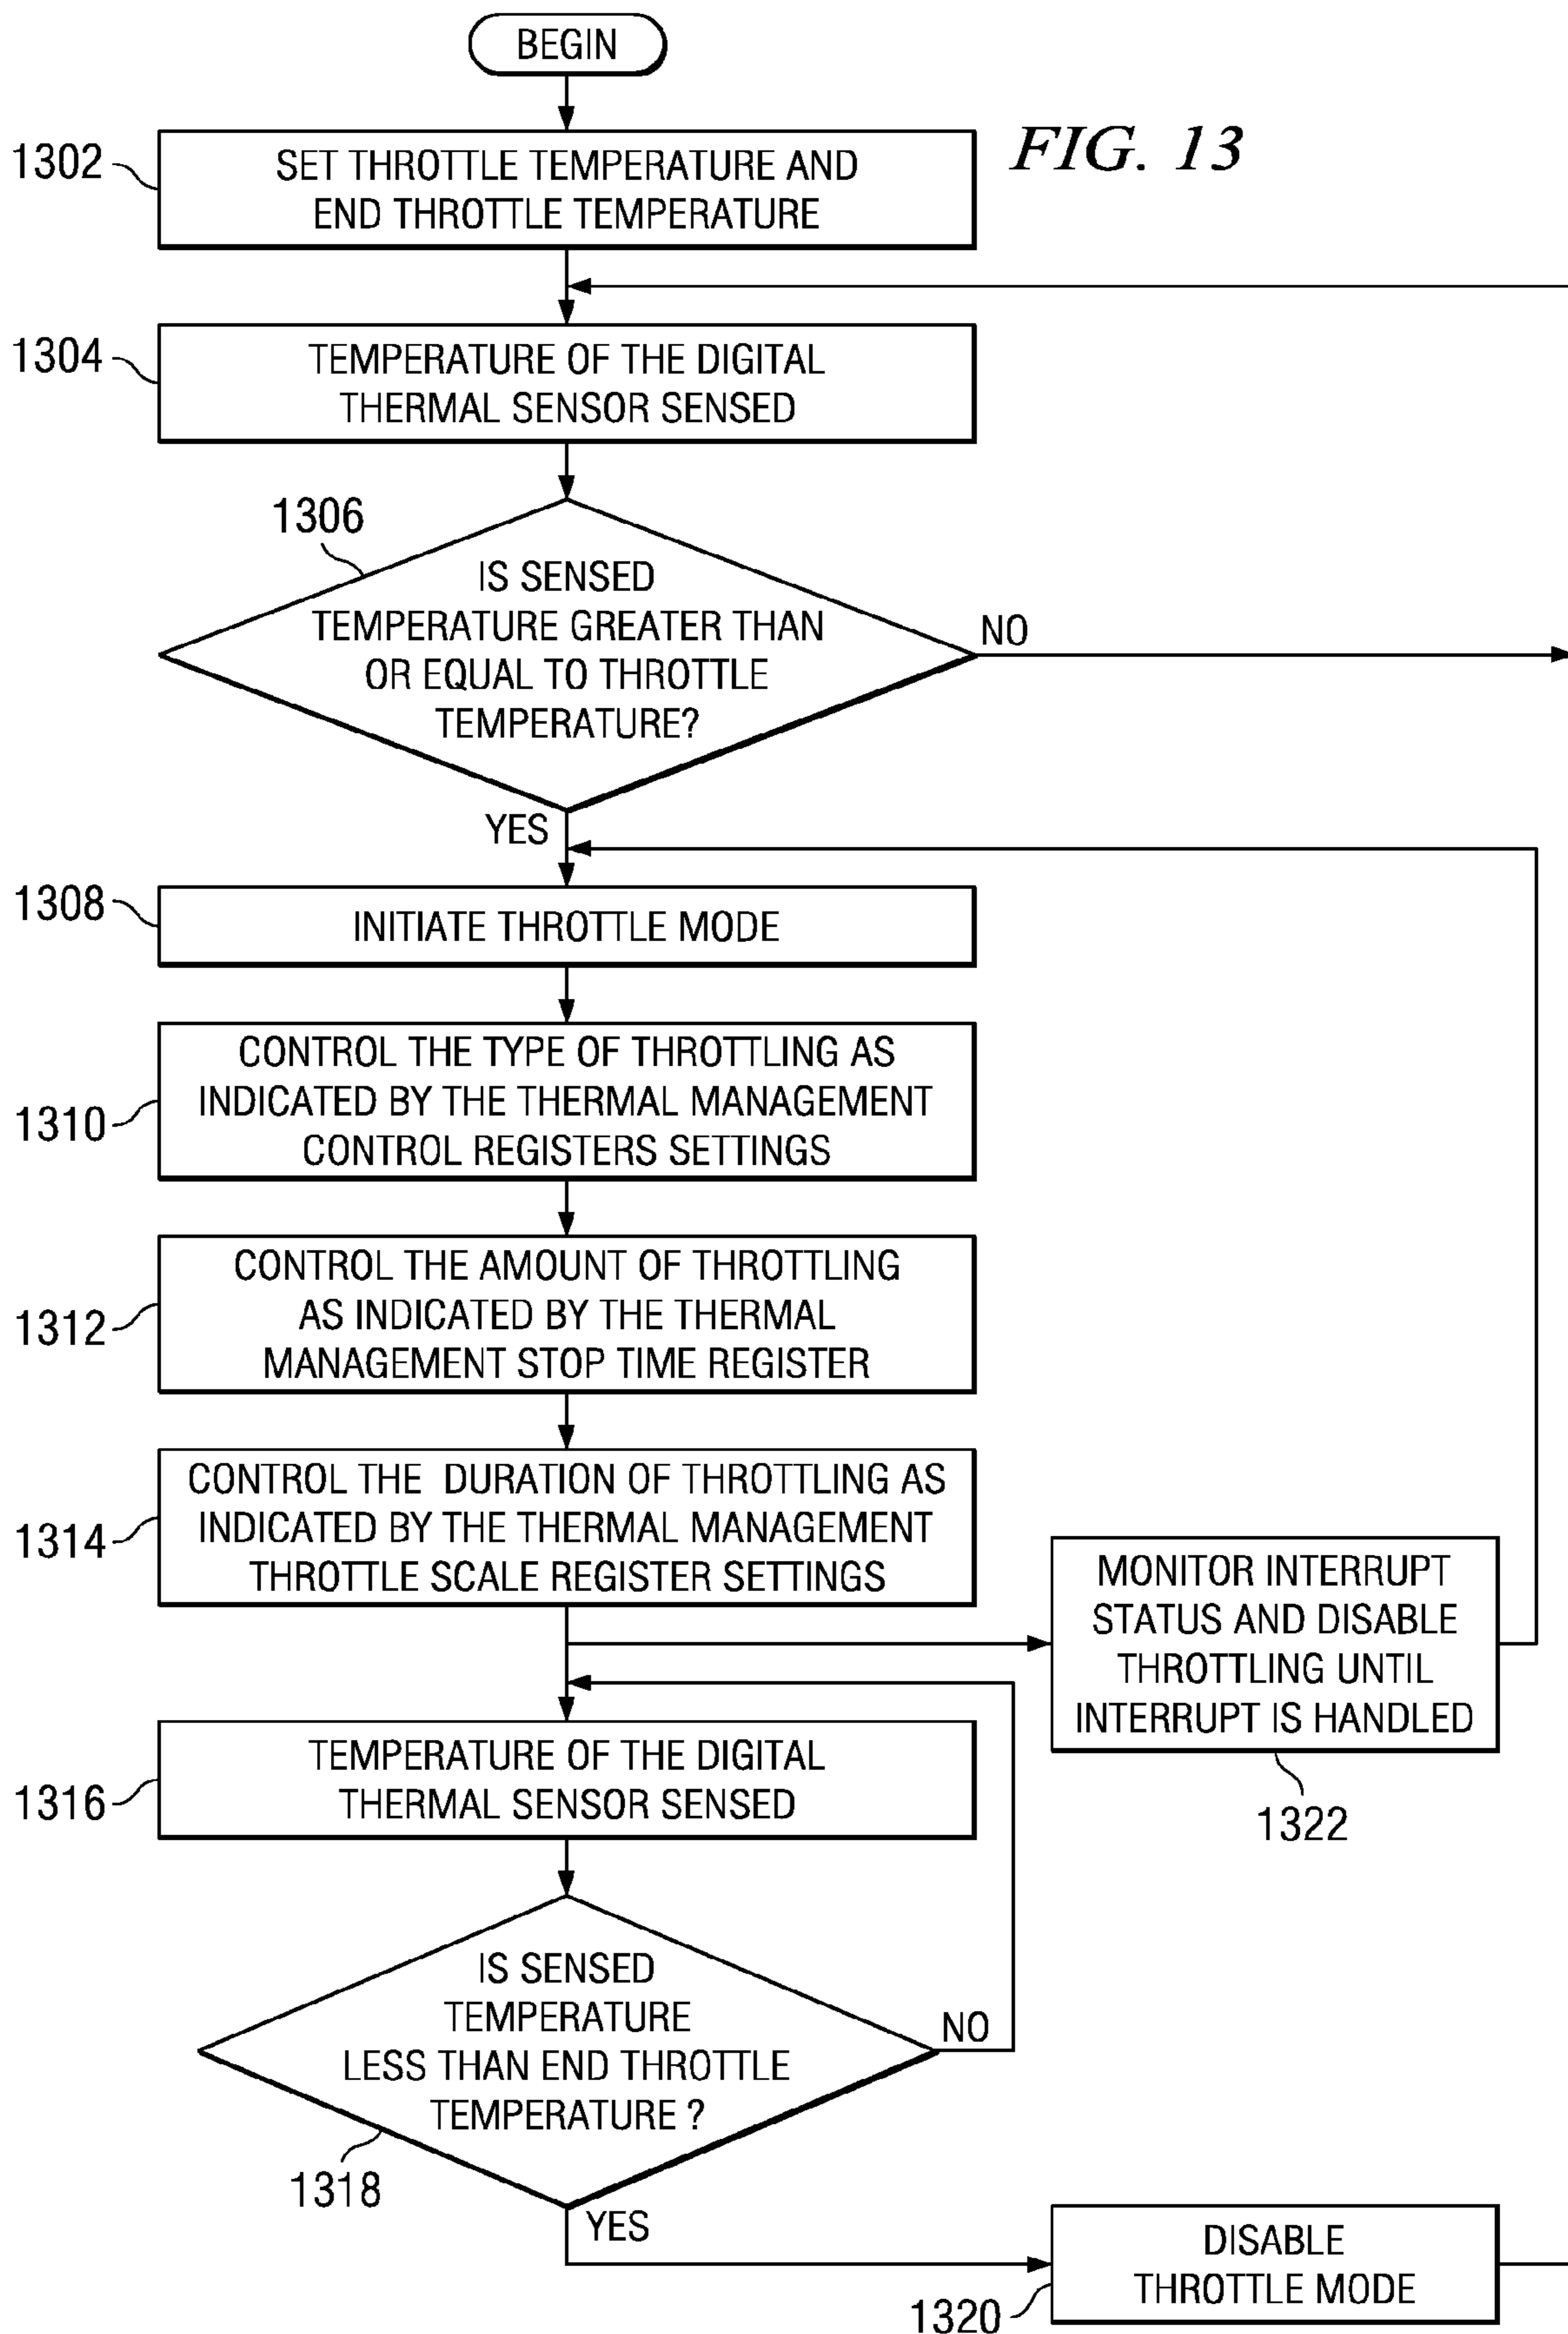 BEGIN
FIG. 13
1302
SET THROTTLE TEMPERATURE AND
END THROTTLE TEMPERATURE
1304
TEMPERATURE OF THE DIGITAL
THERMAL SENSOR SENSED
1306
IS SENSED
TEMPERATURE GREATER THAN
OR EQUAL TO THROTTLE
TEMPERATURE?
NO
YES
1308
INITIATE THROTTLE MODE
1310
CONTROL THE TYPE OF THROTTLING AS
INDICATED BY THE THERMAL MANAGEMENT
CONTROL REGISTERS SETTINGS
1312
CONTROL THE AMOUNT OF THROTTLING
AS INDICATED BY THE THERMAL
MANAGEMENT STOP TIME REGISTER
1314
CONTROL THE DURATION OF THROTTLING AS
INDICATED BY THE THERMAL MANAGEMENT
THROTTLE SCALE REGISTER SETTINGS
MONITOR INTERRUPT
STATUS AND DISABLE
THROTTLING UNTIL
INTERRUPT IS HANDLED
1322
1316
TEMPERATURE OF THE DIGITAL
THERMAL SENSOR SENSED
IS SENSED
TEMPERATURE
LESS THAN END THROTTLE
TEMPERATURE ?
NO
1318
YES
DISABLE
THROTTLE MODE
1320